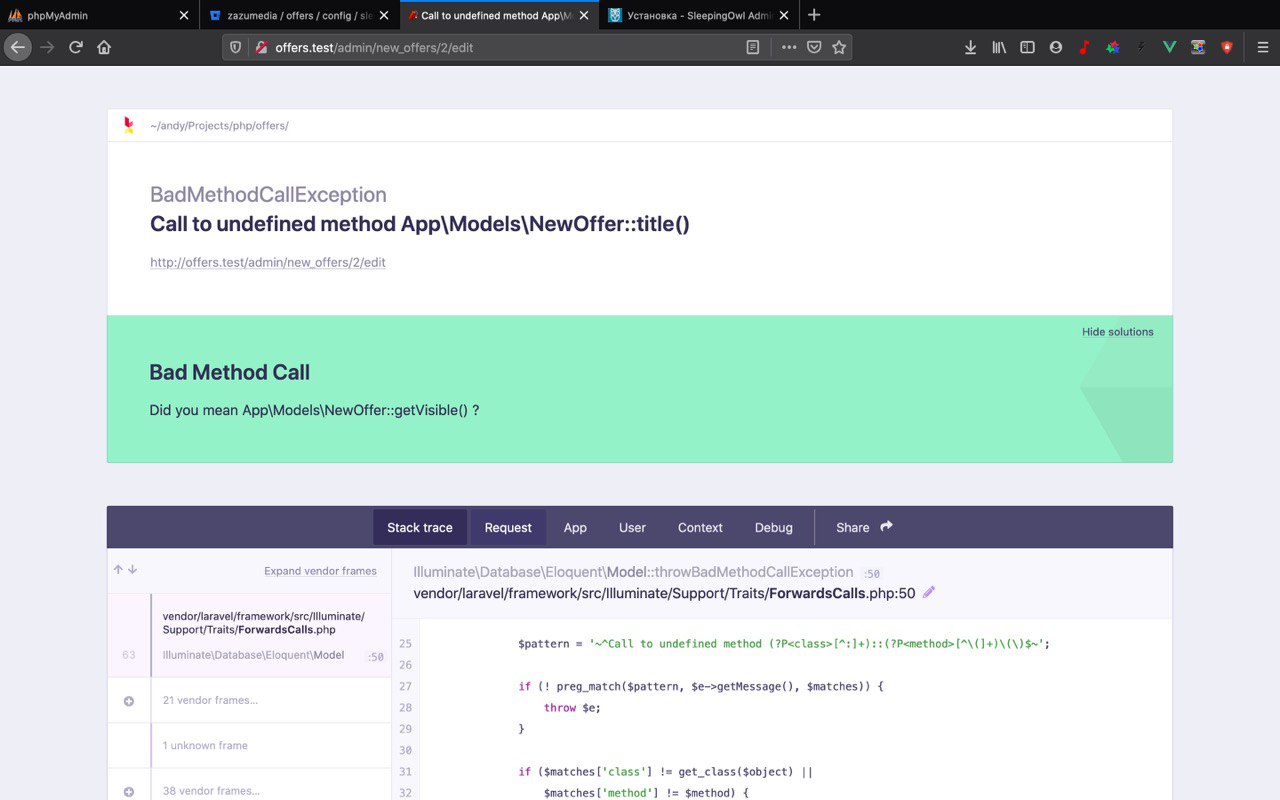 phpMyAdmin
zazumedia / offers / config / sle
Call to undefined method App\M
Установка - SleepingOwl Admi
offers.test/admin/new_offers/2/edit
~/andy/Projects/php/offers/
BadMethodCallException
Call to undefined method App\Models\NewOffer::title()
http://offers.test/admin/new_offers/2/edit
Hide solutions
Bad Method Call
Did you mean App\Models\NewOffer::getVisible() ?
Stack trace Request App User Context Debug Share
Expand vendor frames
vendor/laravel/framework/src/Illuminate/
Support/Traits/ForwardsCalls.php
63 Illuminate\Database\Eloquent\Model :50
21 vendor frames…
1 unknown frame
38 vendor frames…
Illuminate\Database\Eloquent\Model::throwBadMethodCallException :50
vendor/laravel/framework/src/Illuminate/Support/Traits/ForwardsCalls.php:50
25 $pattern = '~^Call to undefined method (?P<class>[^:]+)::(?P<method>[^\(]+)\(\)$~';
26
27 if (! preg_match($pattern, $e->getMessage(), $matches)) {
28 throw $e;
29 }
30
31 if ($matches['class'] != get_class($object) ||
32 $matches['method'] != $method) {